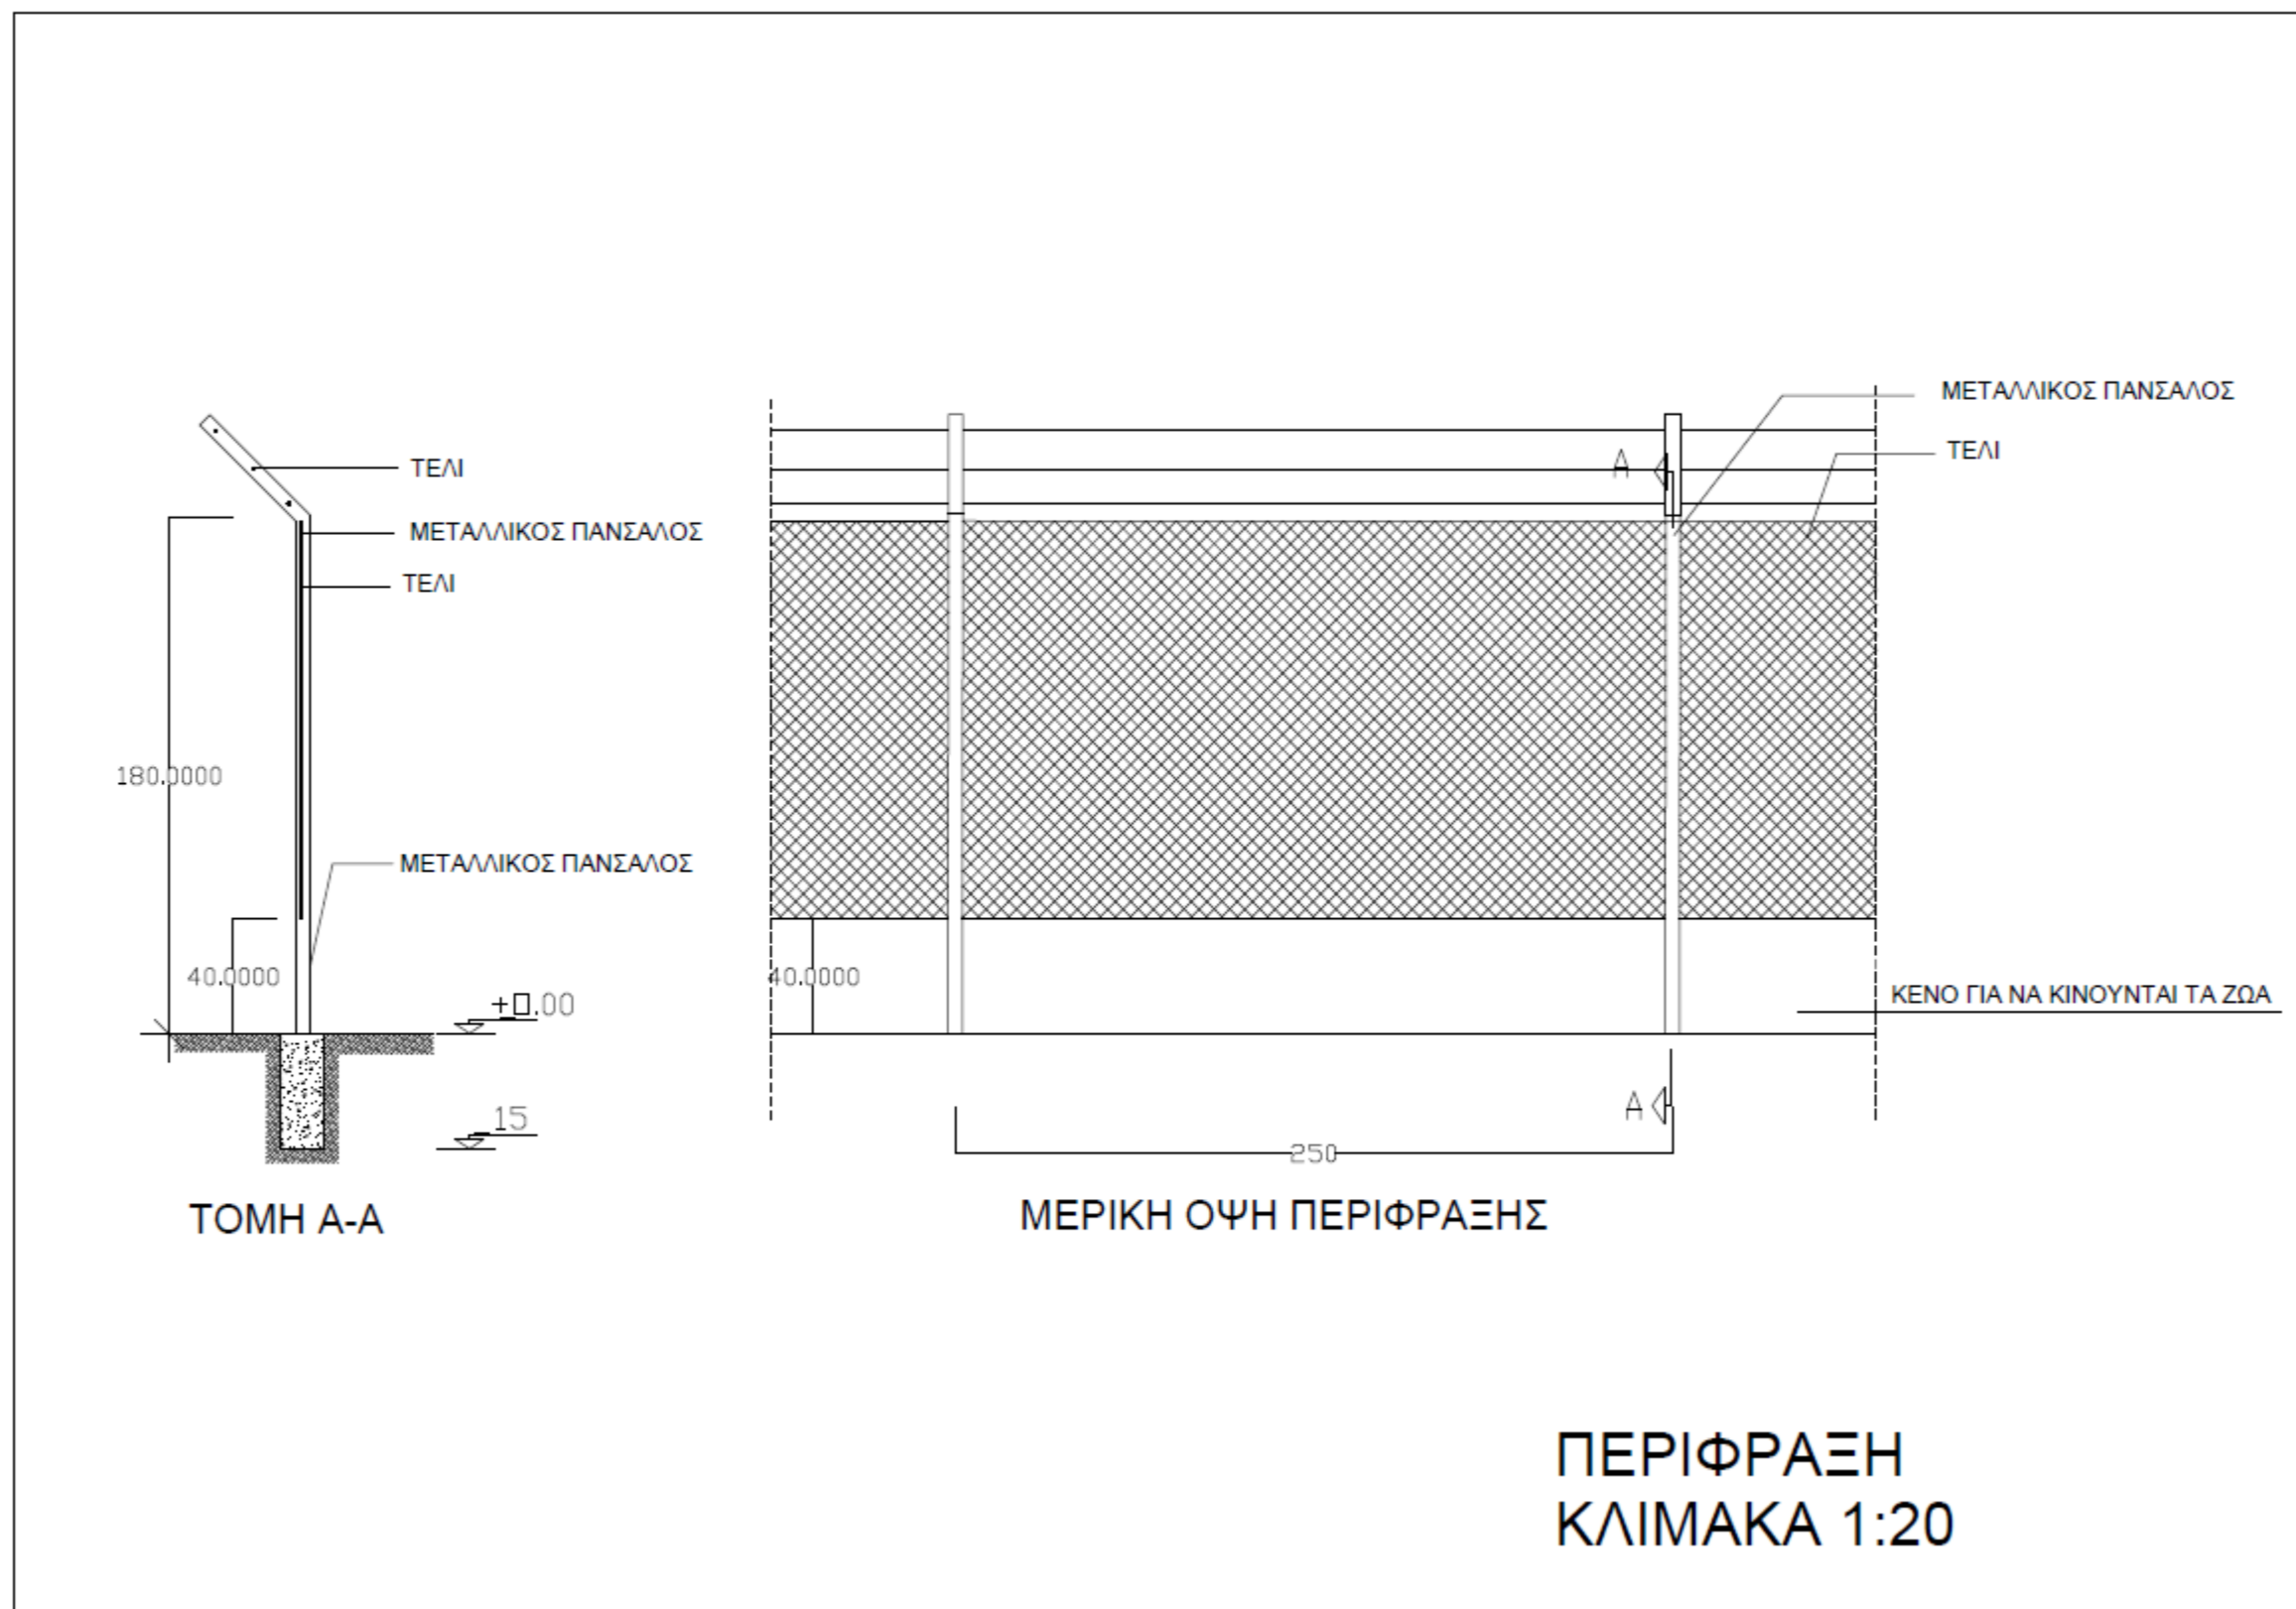 ΤΕΛΙ
ΜΕΤΑΛΛΙΚΟΣ ΠΑΝΣΑΛΟΣ
ΤΕΛΙ
180.0000
ΜΕΤΑΛΛΙΚΟΣ ΠΑΝΣΑΛΟΣ
40.0000
±0.00
-15
ΤΟΜΗ Α-Α
ΜΕΤΑΛΛΙΚΟΣ ΠΑΝΣΑΛΟΣ
ΤΕΛΙ
Α
40.0000
ΚΕΝΟ ΓΙΑ ΝΑ ΚΙΝΟΥΝΤΑΙ ΤΑ ΖΩΑ
Α
250
ΜΕΡΙΚΗ ΟΨΗ ΠΕΡΙΦΡΑΞΗΣ
ΠΕΡΙΦΡΑΞΗ
ΚΛΙΜΑΚΑ 1:20